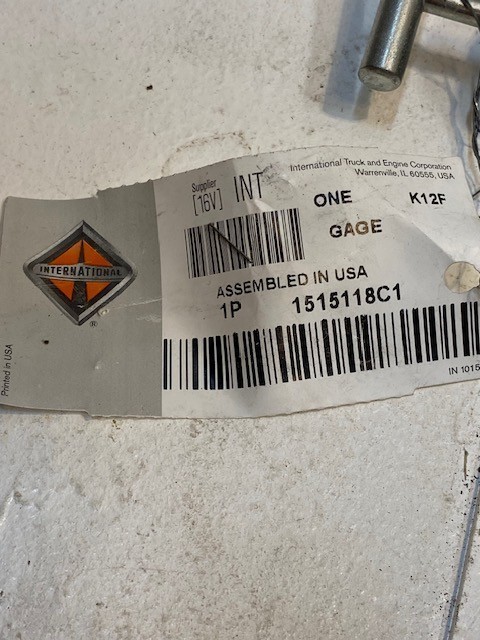 International Truck and Engine Corporation
Warrenville, IL 60555, USA
Supplier
[16V] INT
ONE K12F
GAGE
INTERNATIONAL
®
ASSEMBLED IN USA
1P 1515118C1
Printed in USA
IN 1015